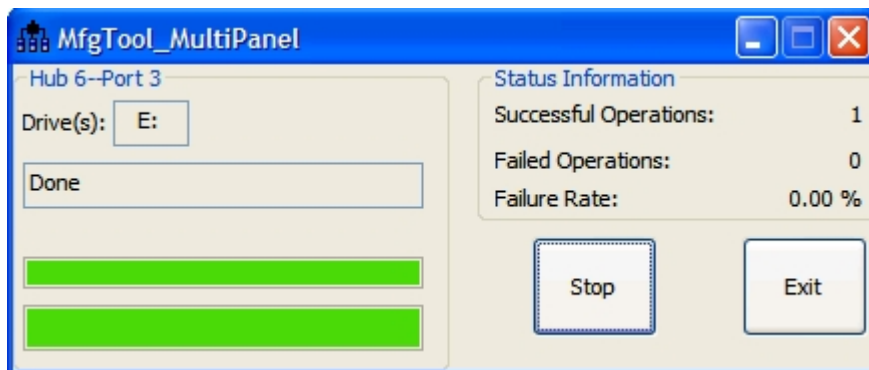 MfgTool_MultiPanel
Hub 6--Port 3
Drive(s): E:
Done
Status Information
Successful Operations: 1
Failed Operations: 0
Failure Rate: 0.00 %
Stop Exit